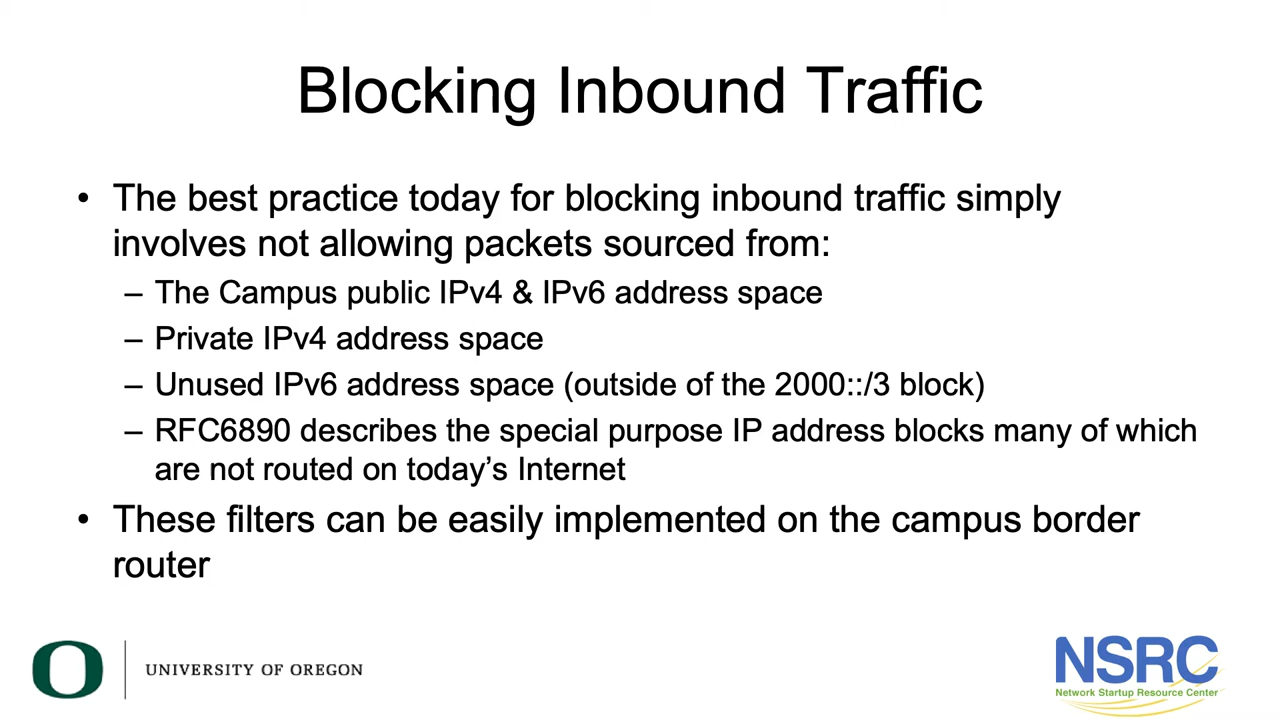 Blocking Inbound Traffic
• The best practice today for blocking inbound traffic simply
involves not allowing packets sourced from:
– The Campus public IPv4 & IPv6 address space
– Private IPv4 address space
– Unused IPv6 address space (outside of the 2000::/3 block)
– RFC6890 describes the special purpose IP address blocks many of which
are not routed on today’s Internet
• These filters can be easily implemented on the campus border
router
O UNIVERSITY OF OREGON
NSRC
Network Startup Resource Center